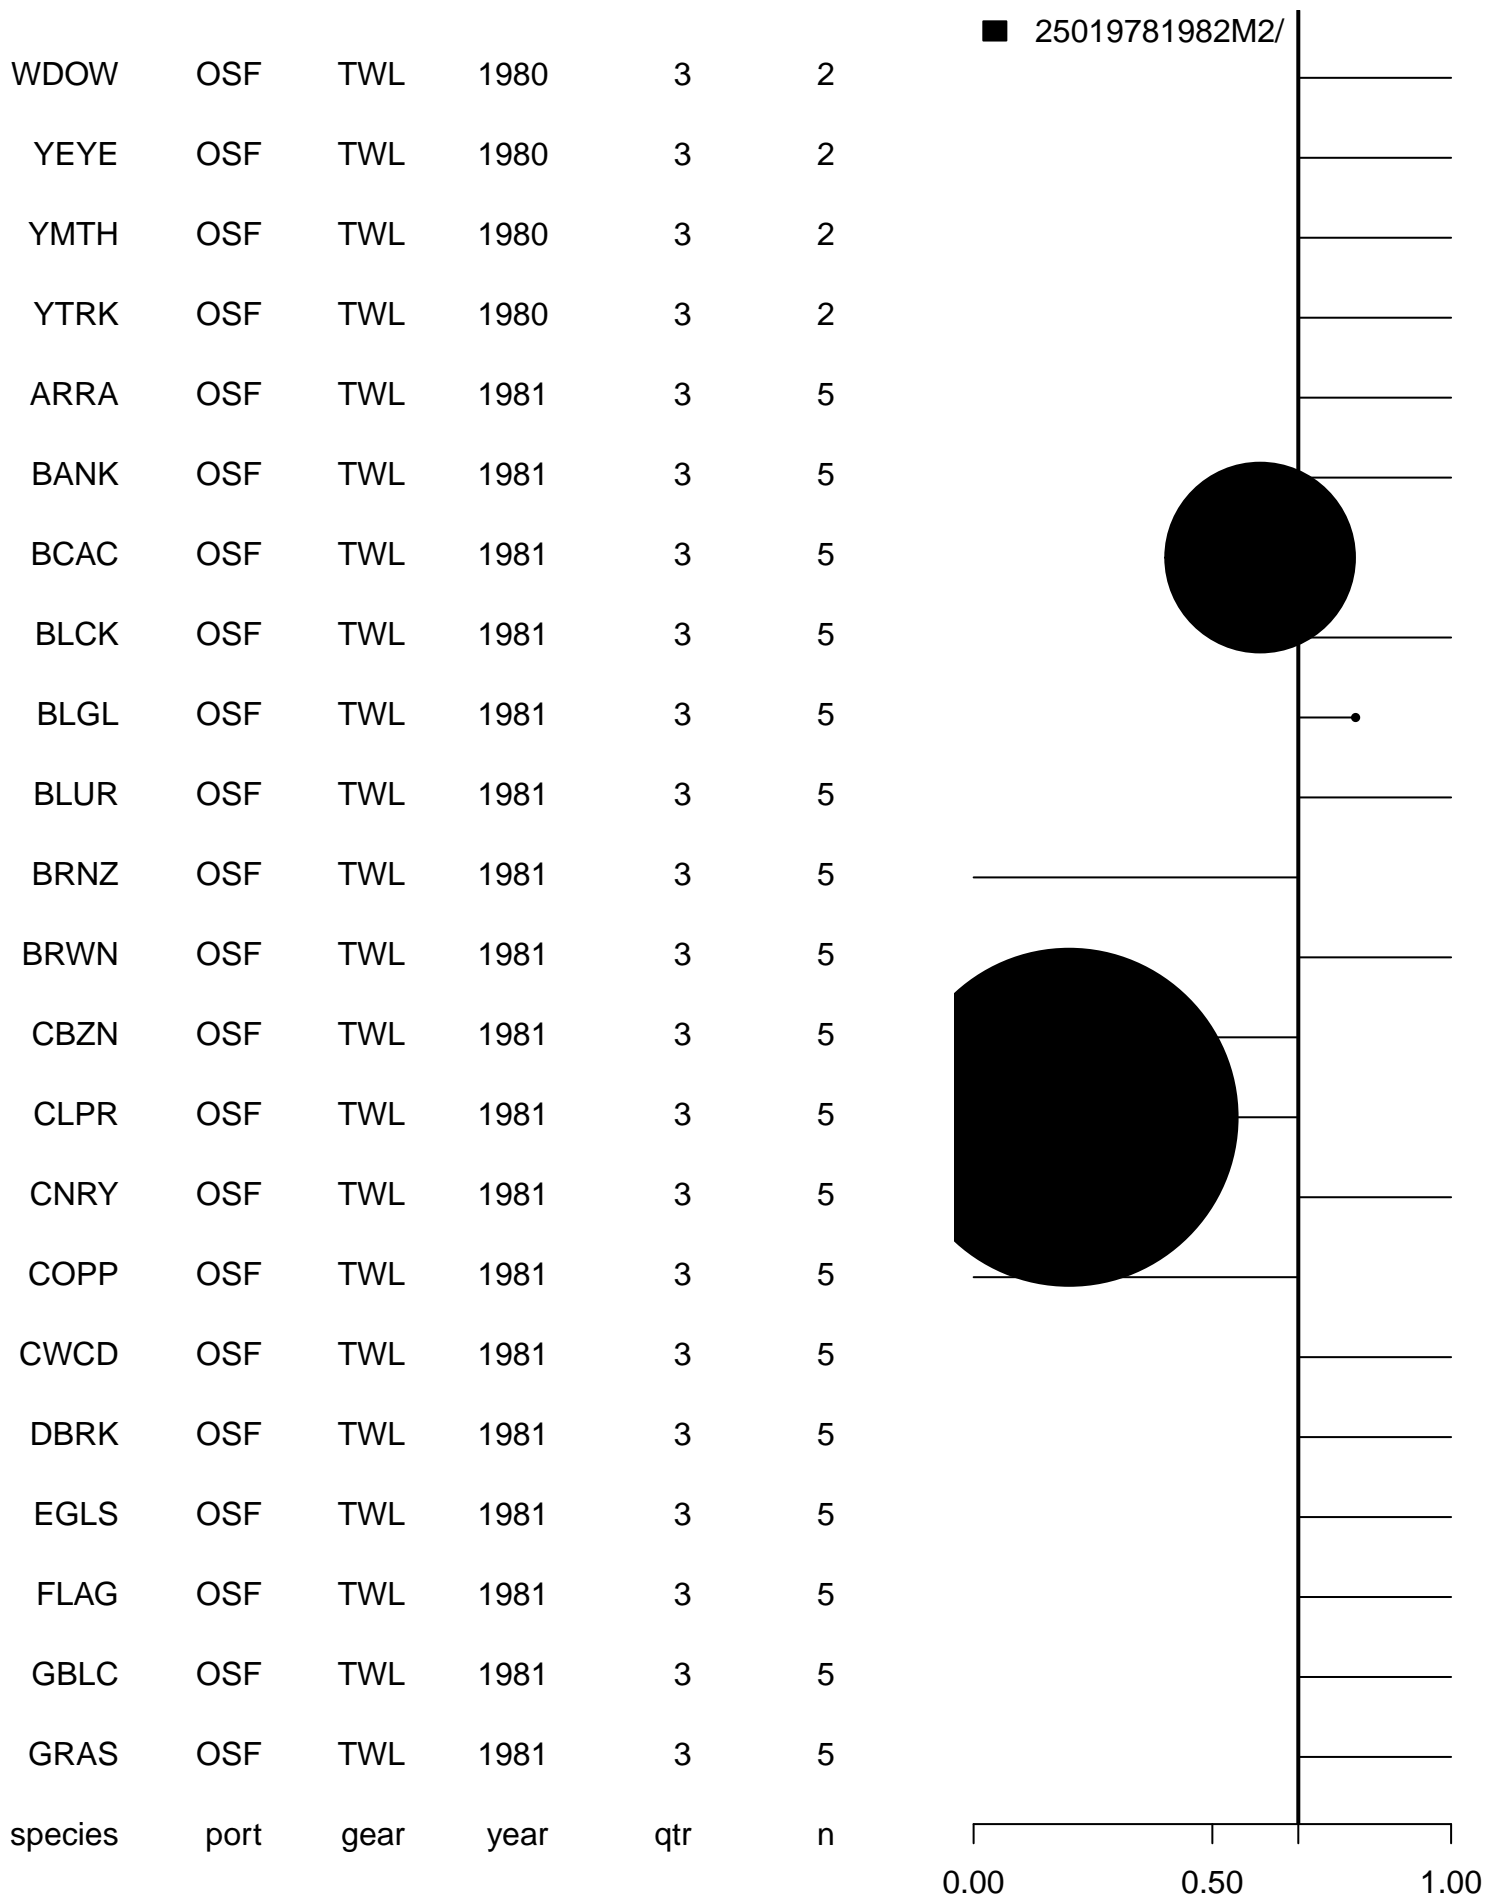 25019781982M2/
WDOW OSF TWL 1980 3 2
YEYE OSF TWL 1980 3 2
YMTH OSF TWL 1980 3 2
YTRK OSF TWL 1980 3 2
ARRA OSF TWL 1981 3 5
BANK OSF TWL 1981 3 5
BCAC OSF TWL 1981 3 5
BLCK OSF TWL 1981 3 5
BLGL OSF TWL 1981 3 5
BLUR OSF TWL 1981 3 5
BRNZ OSF TWL 1981 3 5
BRWN OSF TWL 1981 3 5
CBZN OSF TWL 1981 3 5
CLPR OSF TWL 1981 3 5
CNRY OSF TWL 1981 3 5
COPP OSF TWL 1981 3 5
CWCD OSF TWL 1981 3 5
DBRK OSF TWL 1981 3 5
EGLS OSF TWL 1981 3 5
FLAG OSF TWL 1981 3 5
GBLC OSF TWL 1981 3 5
GRAS OSF TWL 1981 3 5
species port gear year qtr n
0.00 0.50 1.00